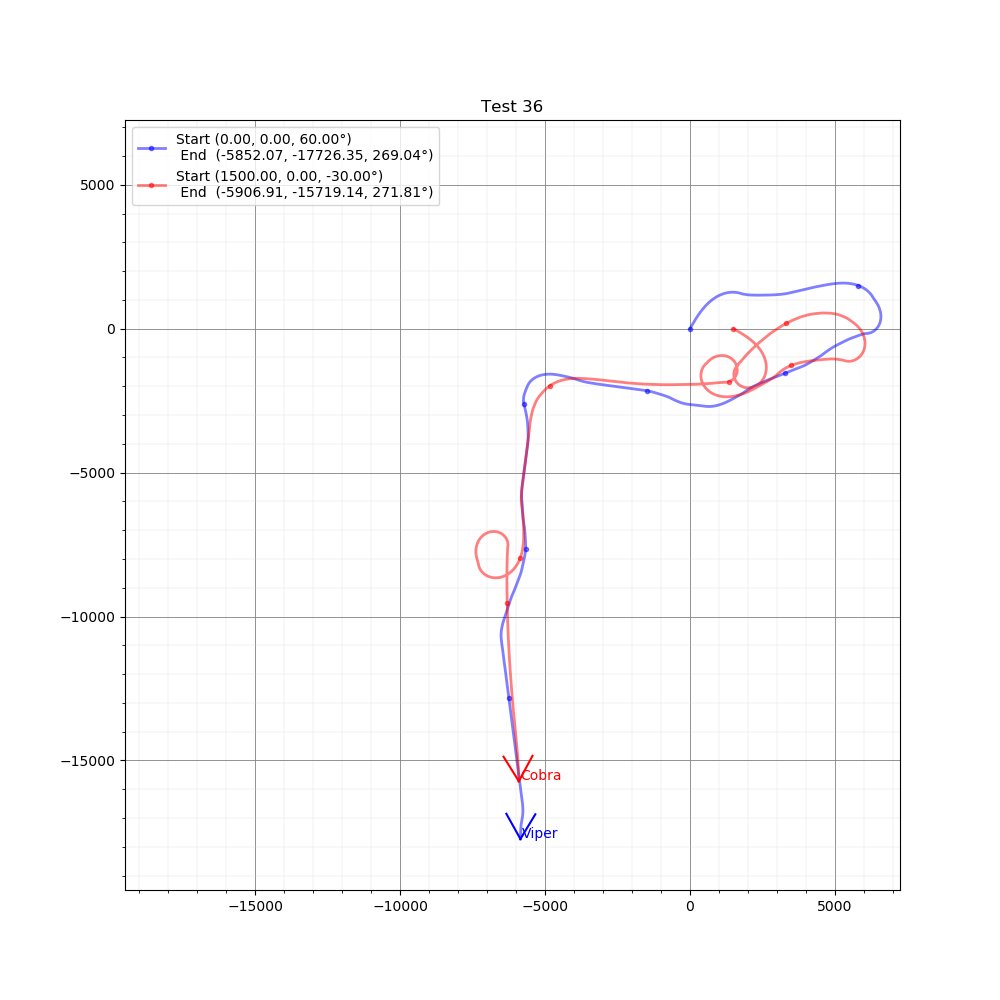 Test 36
Start (0.00, 0.00, 60.00°)
End (-5852.07, -17726.35, 269.04°)
Start (1500.00, 0.00, -30.00°)
End (-5906.91, -15719.14, 271.81°)
5000
0
−5000
−10000
−15000
Cobra
Viper
−15000
−10000
−5000
0
5000